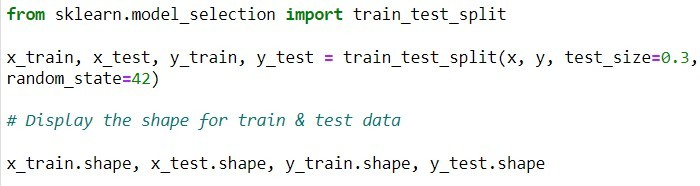 from sklearn.model_selection import train_test_split
x_train, x_test, y_train, y_test = train_test_split(x, y, test_size=0.3,
random_state=42)
# Display the shape for train & test data
x_train.shape, x_test.shape, y_train.shape, y_test.shape